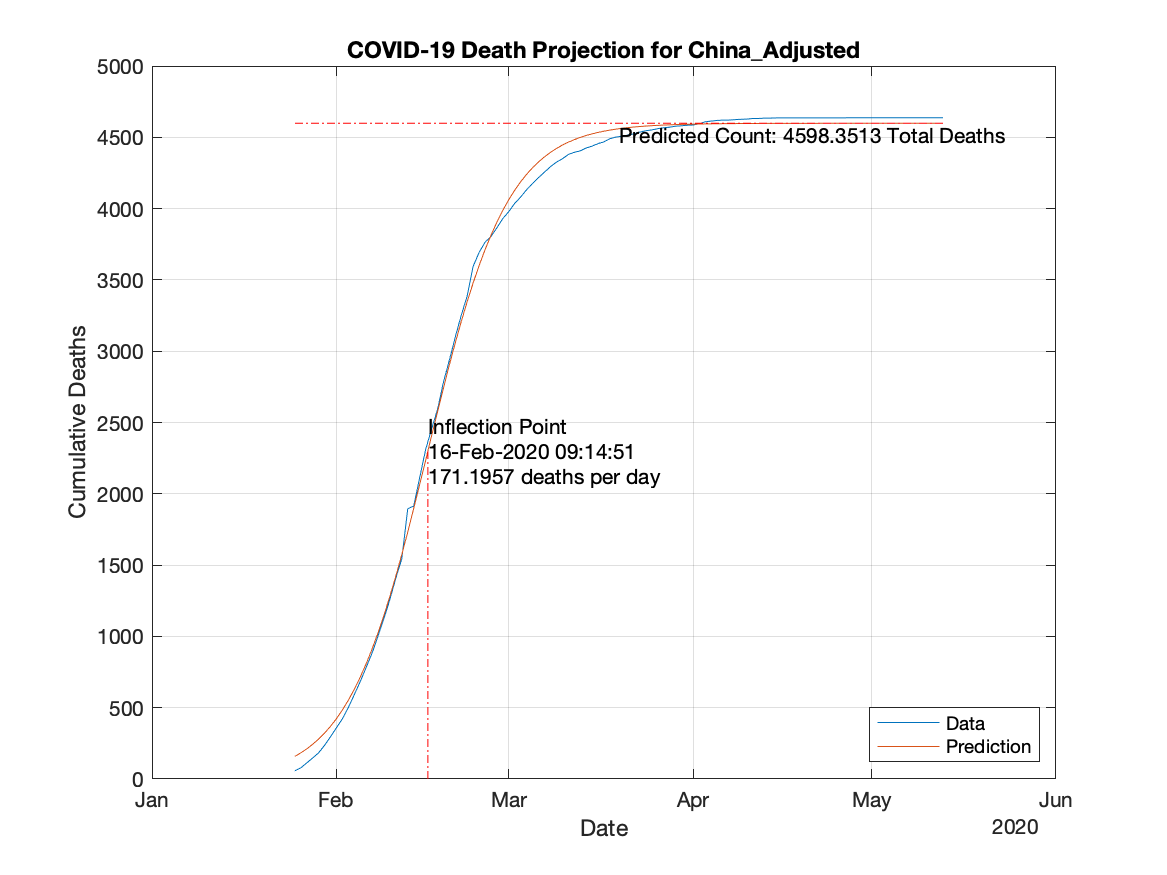 COVID-19 Death Projection for China_Adjusted
5000
4500
4000
3500
3000
2500
2000
1500
1000
500
0
Cumulative Deaths
Predicted Count: 4598.3513 Total Deaths
Inflection Point
16-Feb-2020 09:14:51
171.1957 deaths per day
Data
Prediction
Jan Feb Mar Apr May Jun
Date
2020